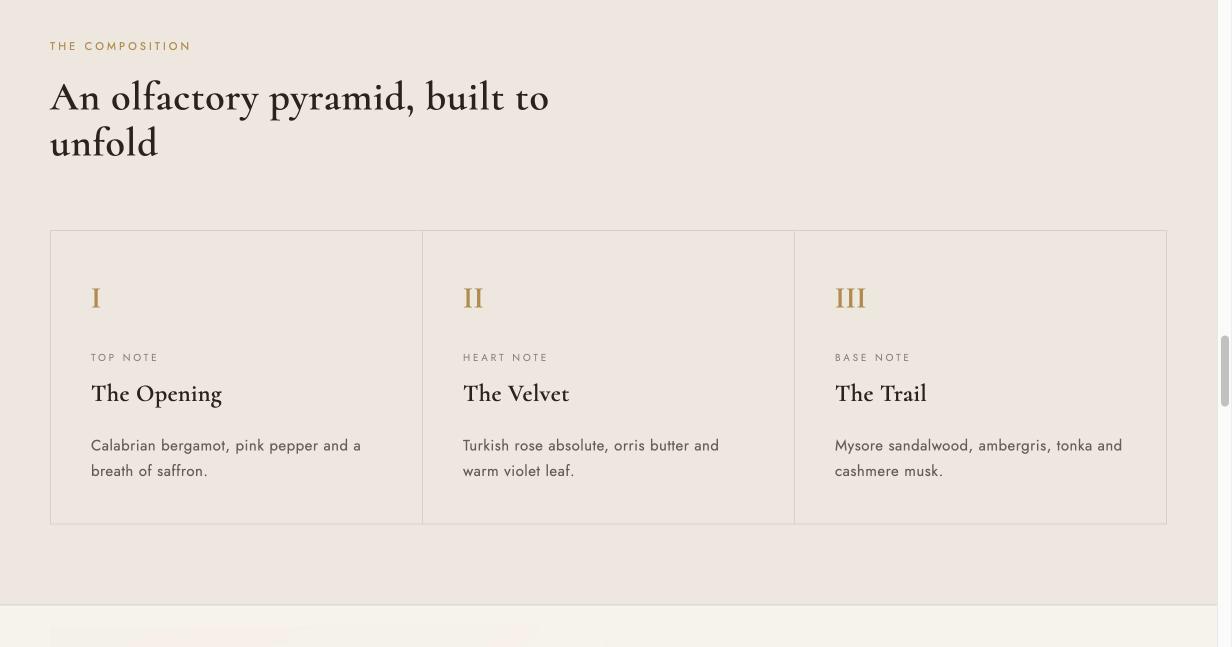 THE COMPOSITION
An olfactory pyramid, built to
unfold
I
TOP NOTE
The Opening
Calabrian bergamot, pink pepper and a
breath of saffron.
II
HEART NOTE
The Velvet
Turkish rose absolute, orris butter and
warm violet leaf.
III
BASE NOTE
The Trail
Mysore sandalwood, ambergris, tonka and
cashmere musk.